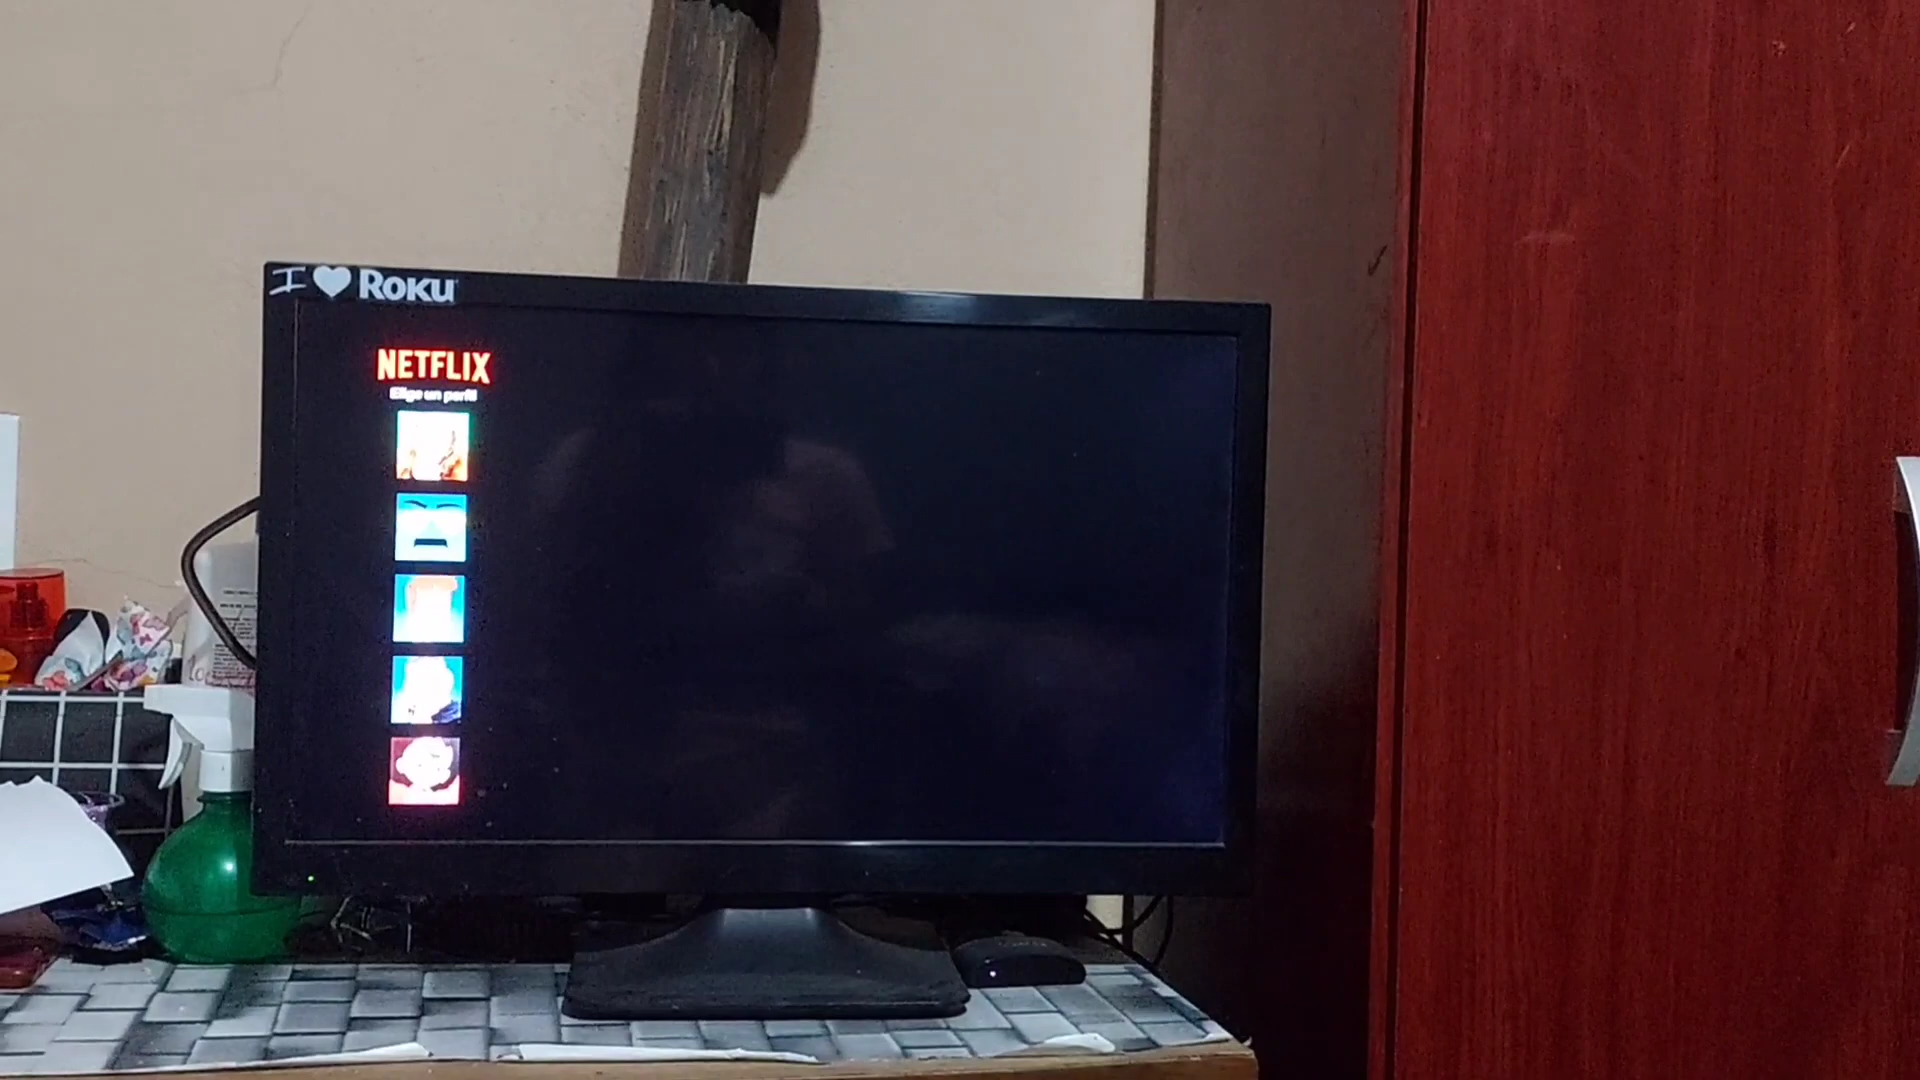 I ♥ ROKU
NETFLIX
Elige un perfil